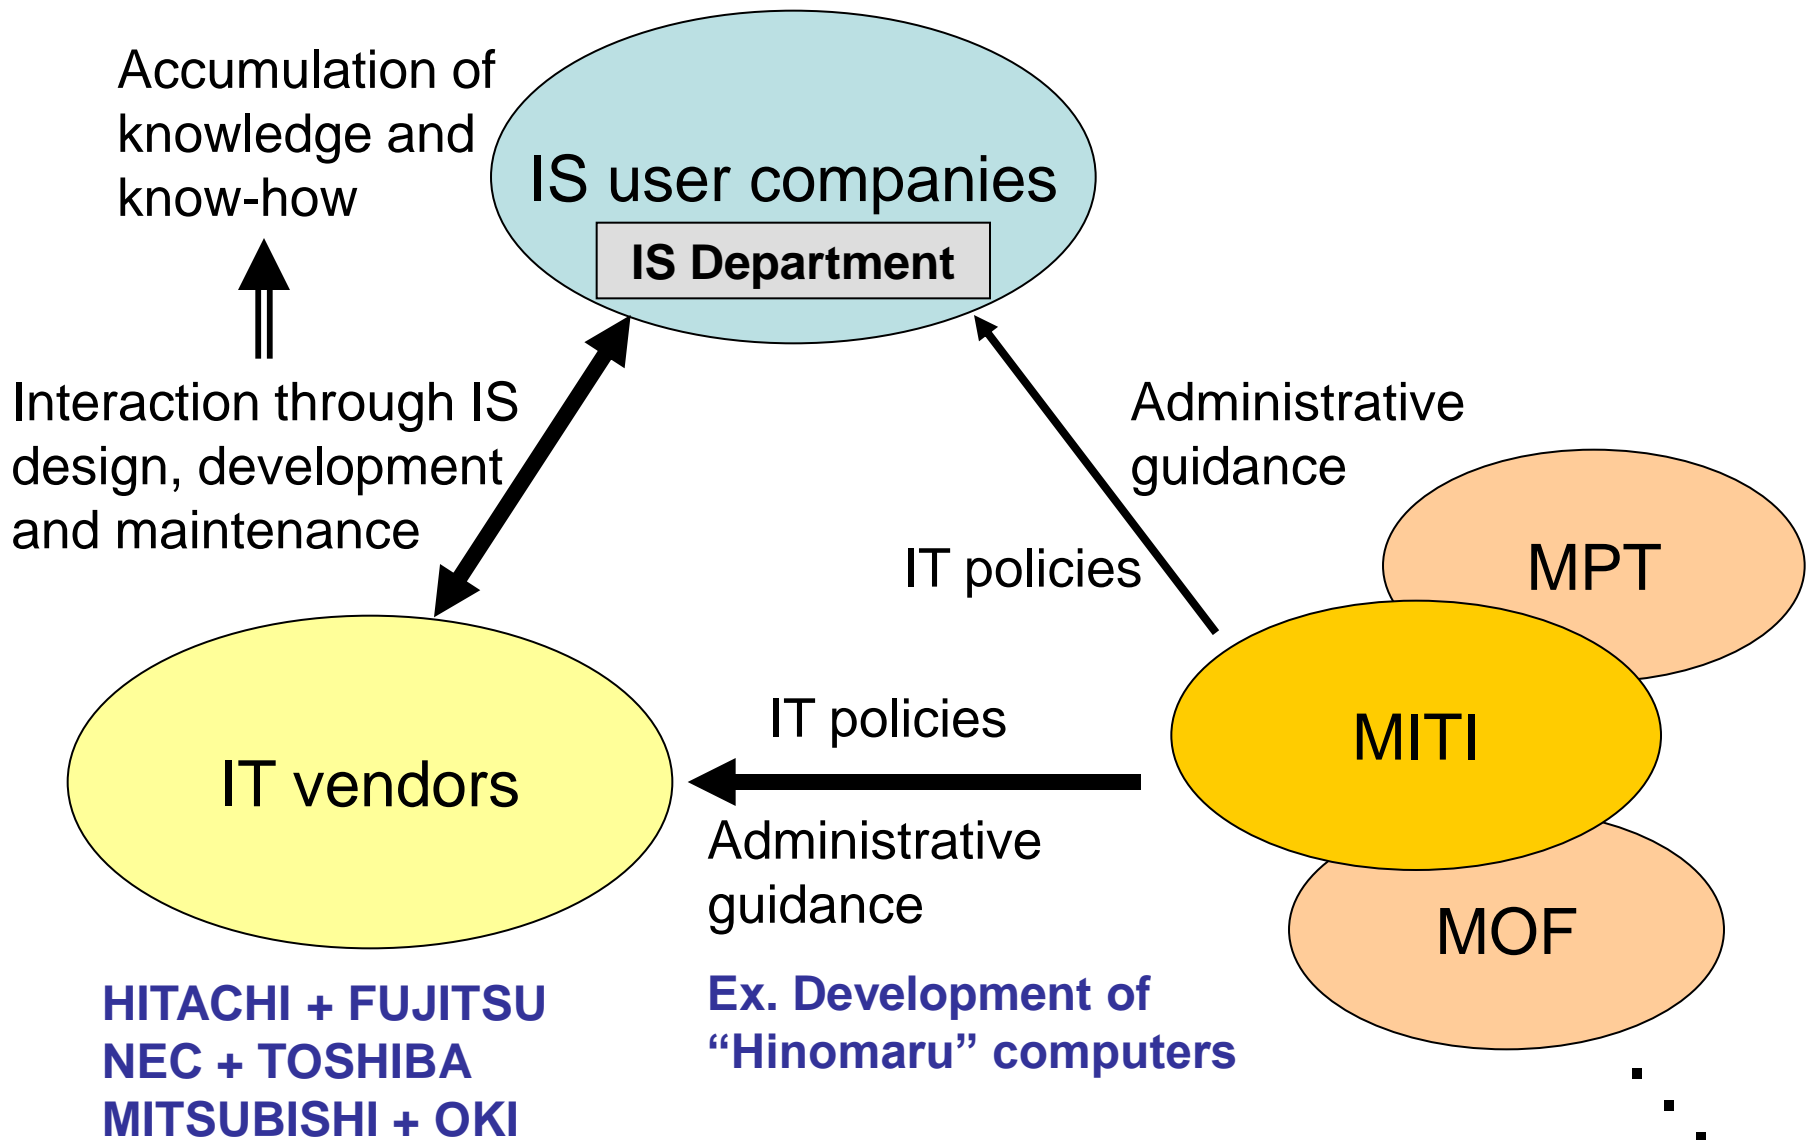 Accumulation of
knowledge and
know-how
IS user companies
IS Department
Interaction through IS
design, development
and maintenance
Administrative
guidance
IT policies
MPT
MITI
MOF
IT policies
Administrative
guidance
IT vendors
HITACHI + FUJITSU
NEC + TOSHIBA
MITSUBISHI + OKI
Ex. Development of
“Hinomaru” computers